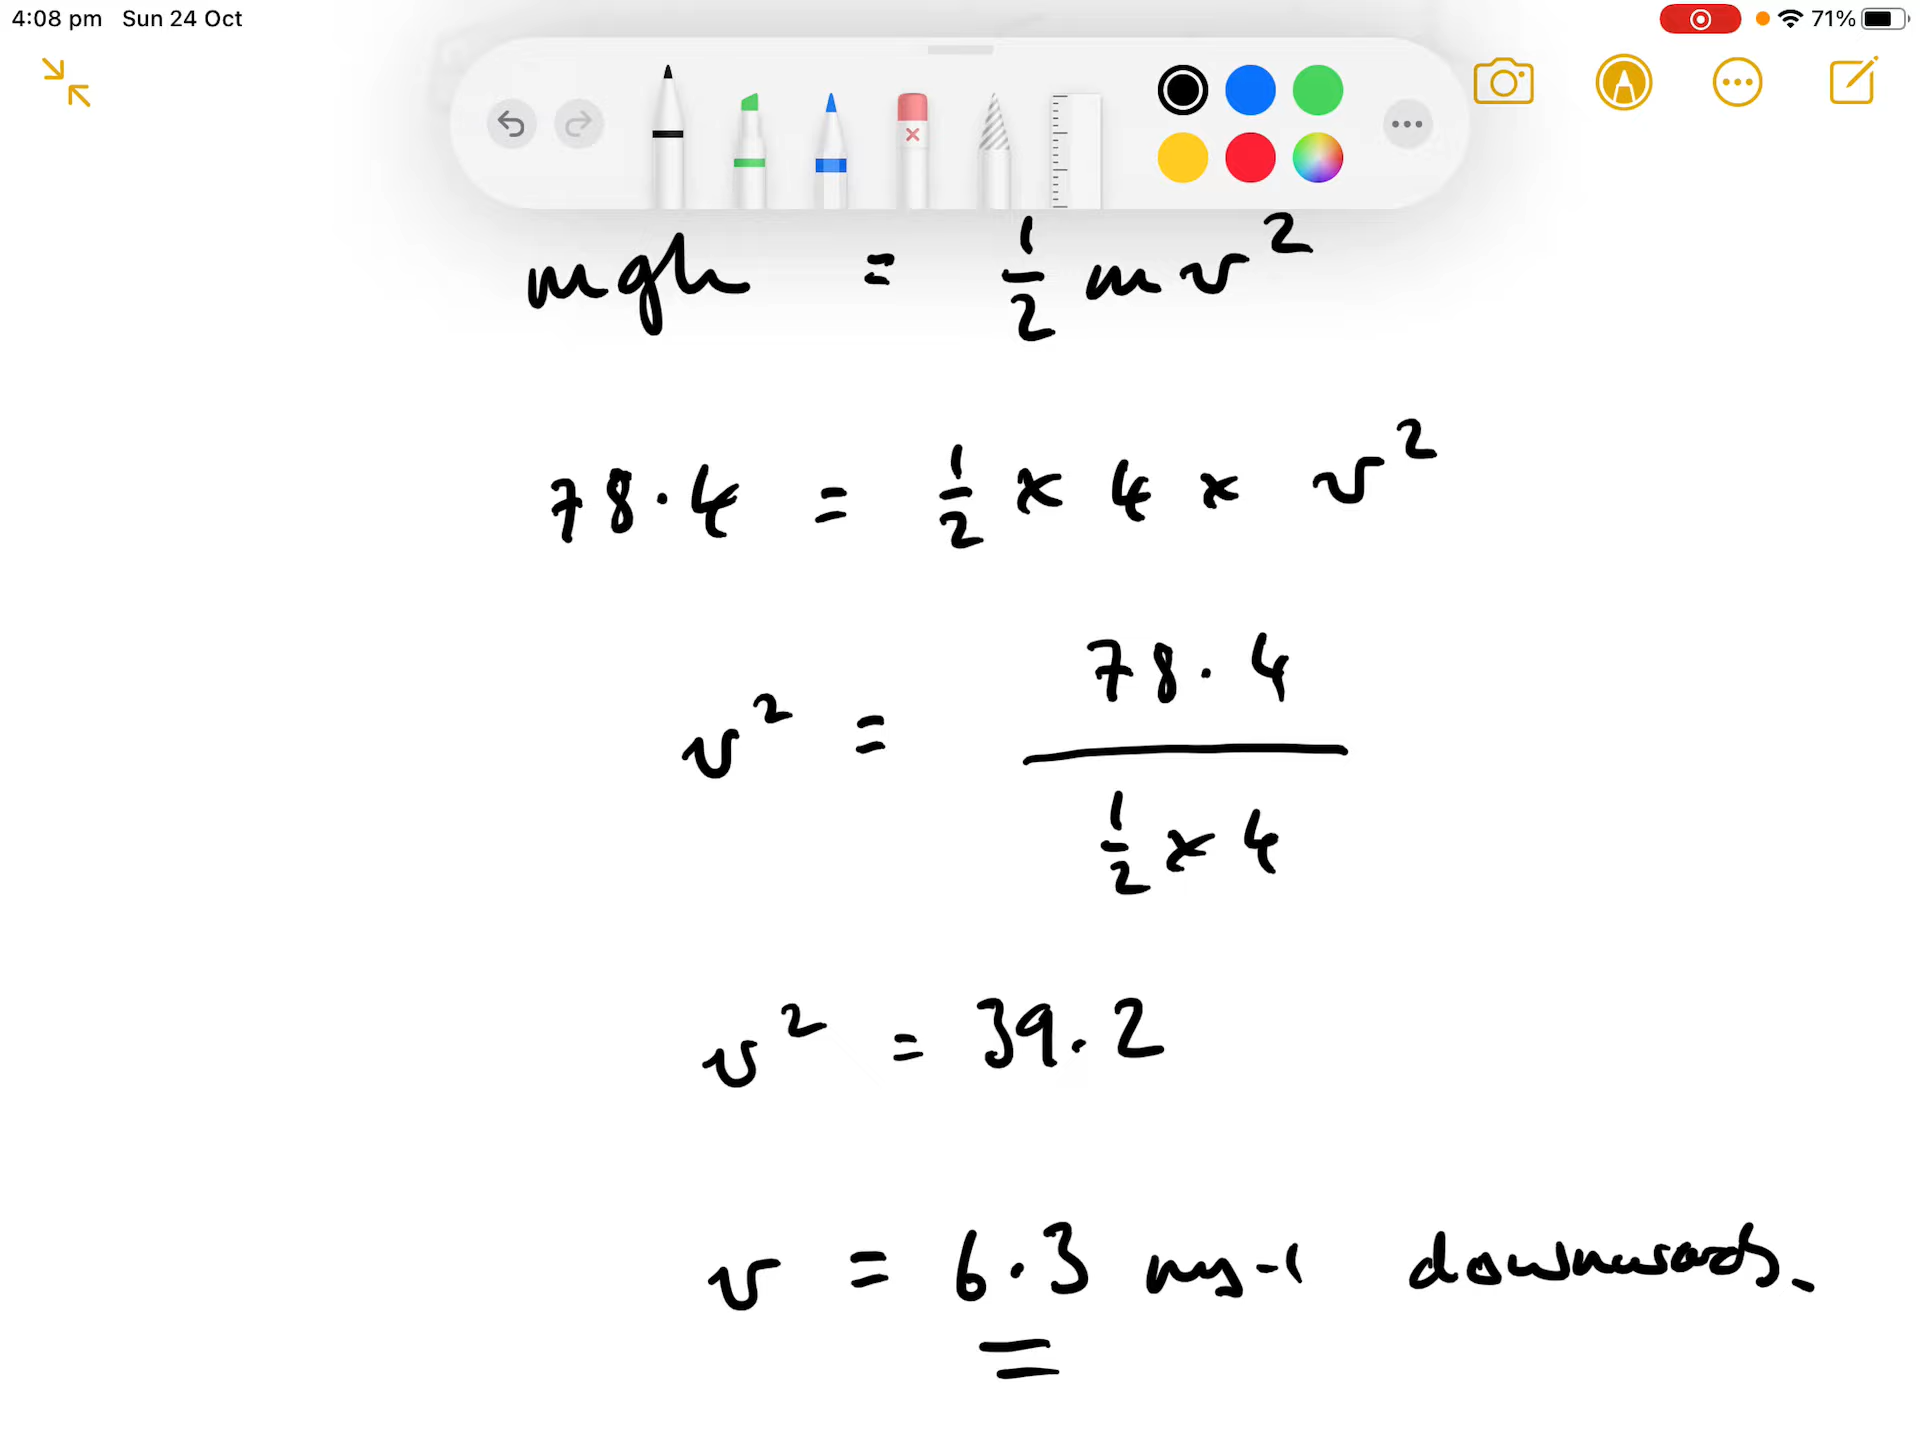 4:08 pm Sun 24 Oct 71%
mgh = 1/2 mv²
78.4 = 1/2 × 4 × v²
v² = 78.4 / (1/2 × 4)
v² = 39.2
v = 6.3 ms-1 downwards.